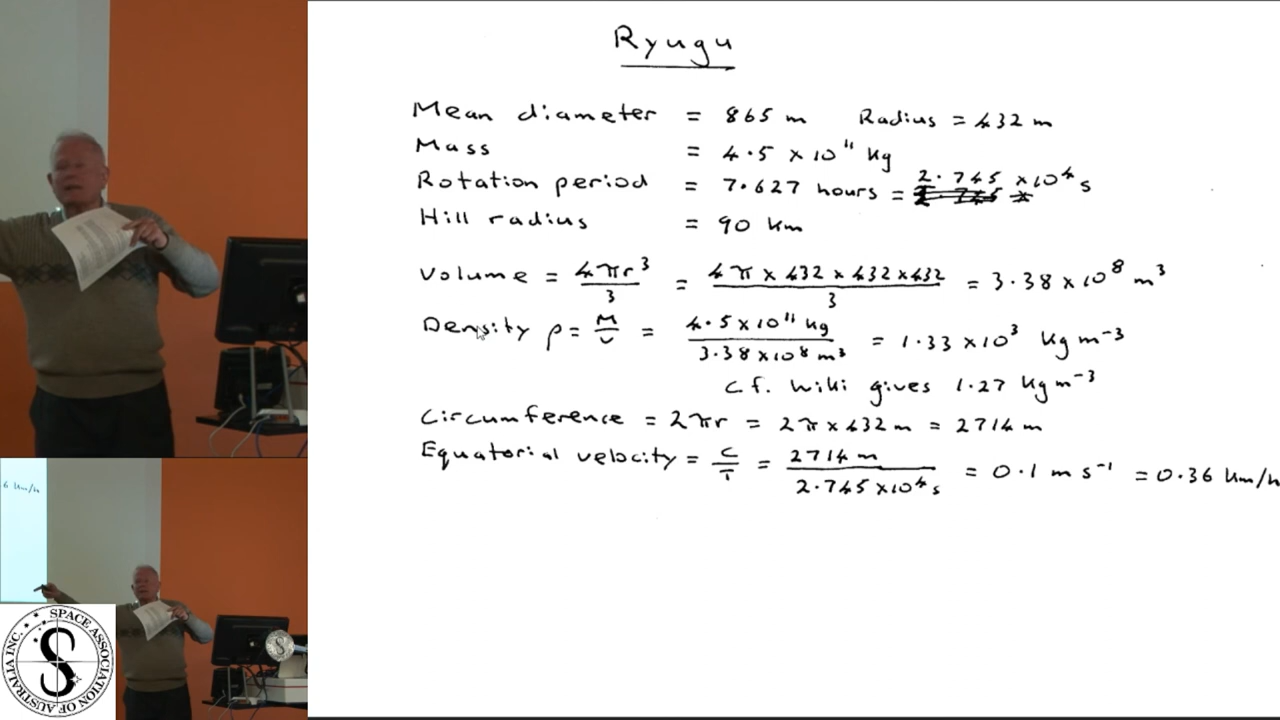 Ryugu
Mean diameter = 865 m Radius = 432 m
Mass = 4.5 × 10¹¹ kg
Rotation period = 7.627 hours = 2.745 × 10⁴ s
Hill radius = 90 km
Volume = 4πr³/3 = 4π × 432 × 432 × 432/3 = 3.38 × 10⁸ m³
Density ρ = M/V = 4.5 × 10¹¹ kg/3.38 × 10⁸ m³ = 1.33 × 10³ kg m⁻³
c.f. Wiki gives 1.27 kg m⁻³
Circumference = 2πr = 2π × 432 m = 2714 m
Equatorial velocity = C/T = 2714 m/2.745 × 10⁴ s = 0.1 m s⁻¹ = 0.36 km/h
6 km/h
SPACE ASSOCIATION OF AUSTRALIA INC.
S